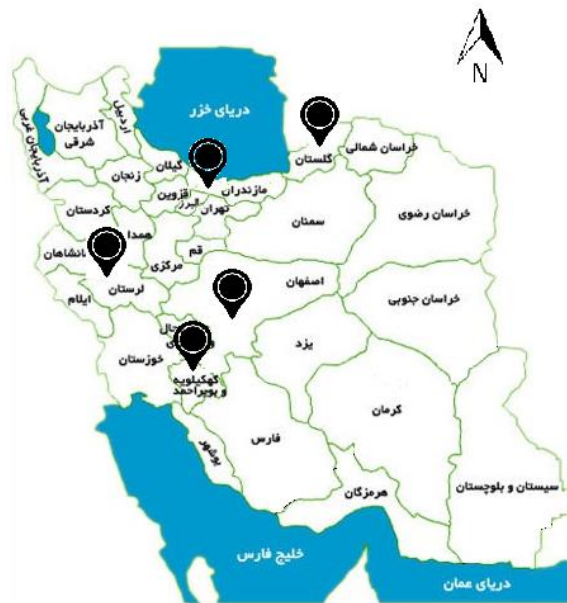 N
دریای خزر
اردبیل
آذربایجان
شرقی
آذربایجان غربی
گلستان
خراسان شمالی
گیلان
زنجان
مازندران
قزوین
البرز
تهران
سمنان
خراسان رضوی
کردستان
همدا
قم
مرکزی
انشاهان
لرستان
ایلام
اصفهان
خراسان جنوبی
یزد
خوزستان
کهکیلویه
و بویراحمد
کرمان
فارس
بوشهر
هرمزگان
سیستان و بلوچستان
خلیج فارس
دریای عمان